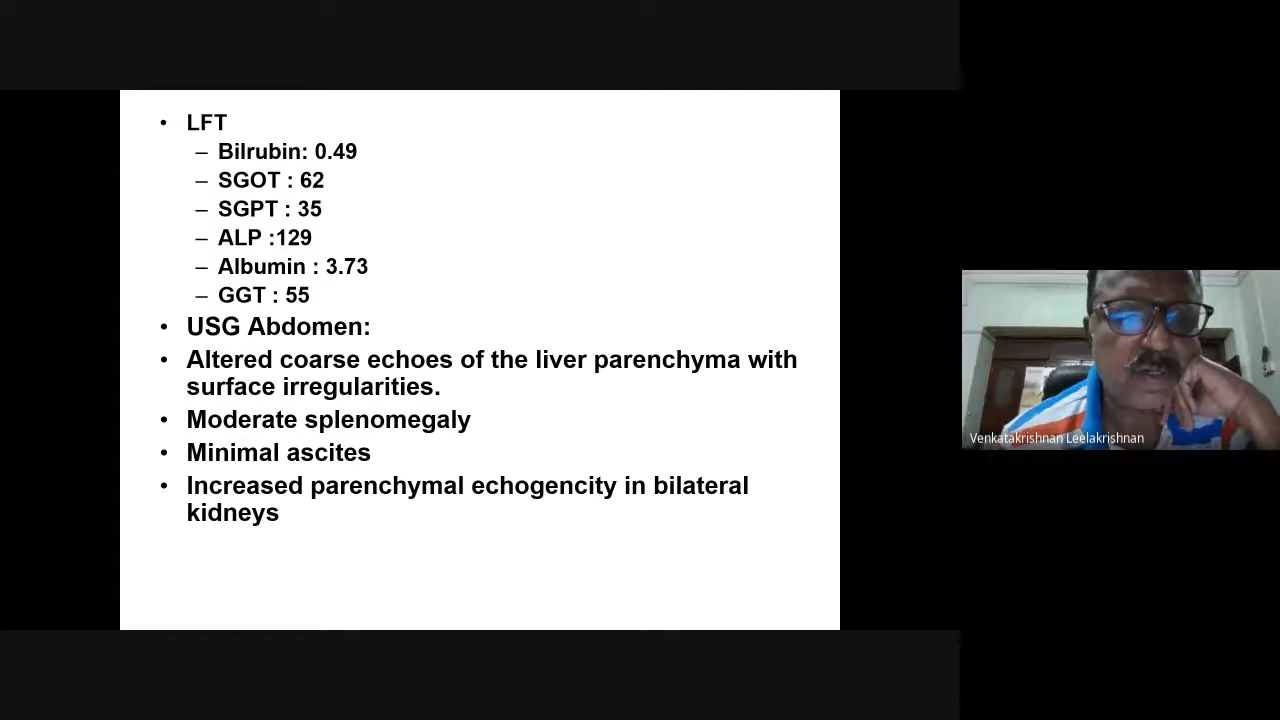 • LFT
– Bilrubin: 0.49
– SGOT : 62
– SGPT : 35
– ALP :129
– Albumin : 3.73
– GGT : 55
• USG Abdomen:
• Altered coarse echoes of the liver parenchyma with
surface irregularities.
• Moderate splenomegaly
• Minimal ascites
• Increased parenchymal echogencity in bilateral
kidneys
Venkatakrishnan Leelakrishnan